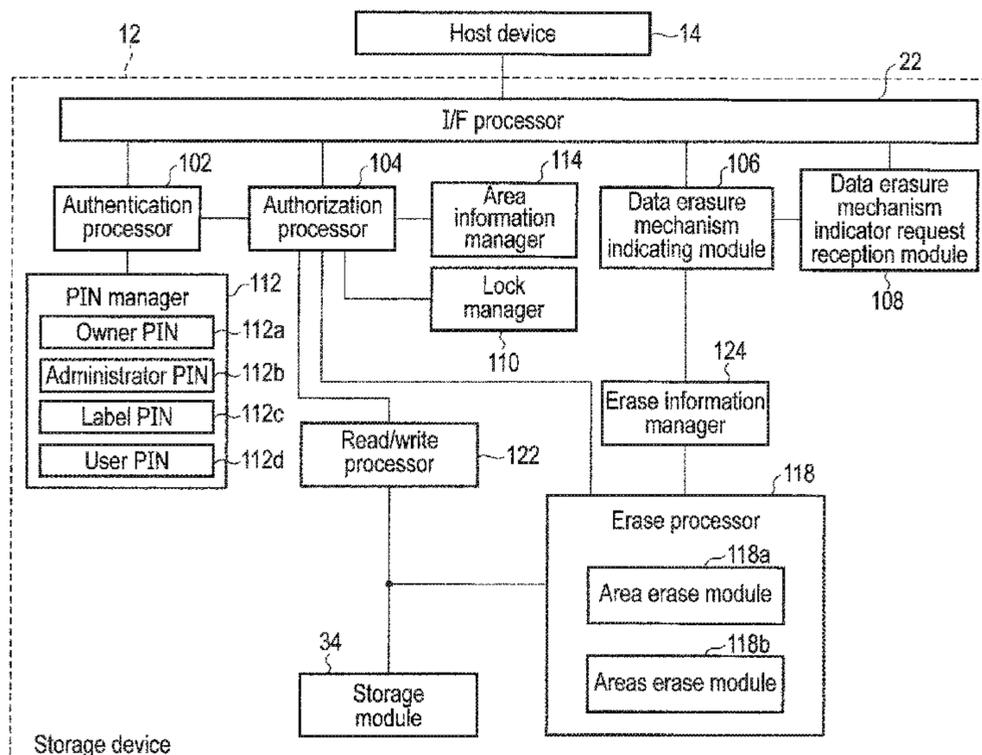 Host device
14
12
22
I/F processor
102
104
114
106
Authentication
processor
Authorization
processor
Area
information
manager
Data erasure
mechanism
indicating module
Data erasure
mechanism
indicator request
reception module
108
Lock
manager
110
PIN manager
112
Owner PIN
112a
Administrator PIN
112b
Label PIN
112c
User PIN
112d
124
Erase information
manager
Read/write
processor
122
118
Erase processor
118a
Area erase module
118b
Areas erase module
34
Storage
module
Storage device